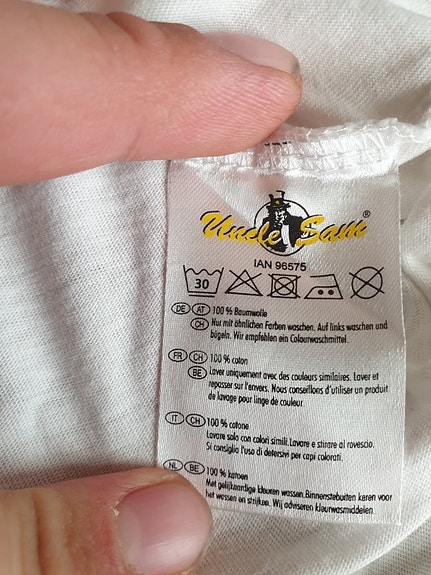 Uncle Sam®
IAN 96575
30
DE AT 100 % Baumwolle
CH Nur mit ähnlichen Farben waschen. Auf links waschen und
bügeln. Wir empfehlen ein Colourwaschmittel.
FR CH 100 % coton
BE Laver uniquement avec des couleurs similaires. Laver et
repasser sur l'envers. Nous conseillons d'utiliser un produit
de lavage pour linge de couleur.
IT CH 100 % cotone
Lavare solo con colori simili.Lavare e stirare al rovescio.
Si consiglia l'uso di detersivi per capi colorati.
NL BE 100 % katoen
Met gelijkaardige kleuren wassen.Binnenstebuiten keren voor
het wassen en strijken. Wij adviseren kleurwasmiddelen.